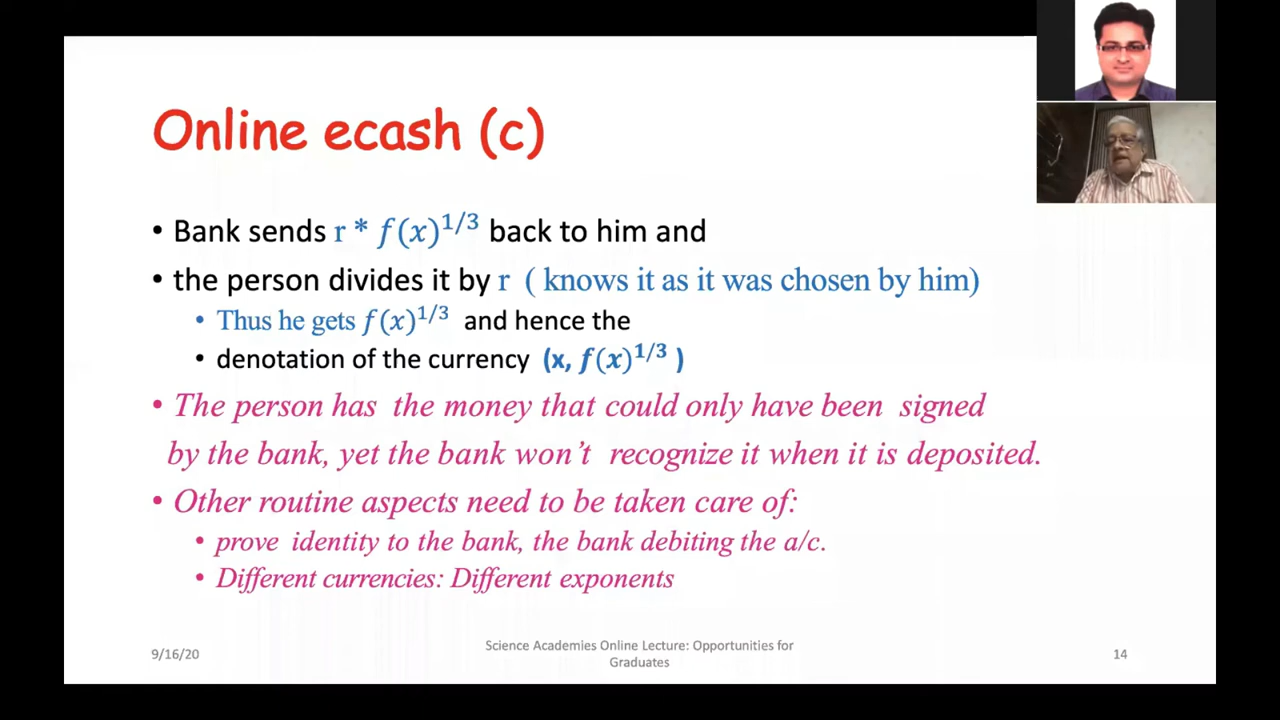 Online ecash (c)
• Bank sends r * f(x)^{1/3} back to him and
• the person divides it by r ( knows it as it was chosen by him)
• Thus he gets f(x)^{1/3} and hence the
• denotation of the currency (x, f(x)^{1/3} )
• The person has the money that could only have been signed
by the bank, yet the bank won’t recognize it when it is deposited.
• Other routine aspects need to be taken care of:
• prove identity to the bank, the bank debiting the a/c.
• Different currencies: Different exponents
9/16/20
Science Academies Online Lecture: Opportunities for
Graduates
14